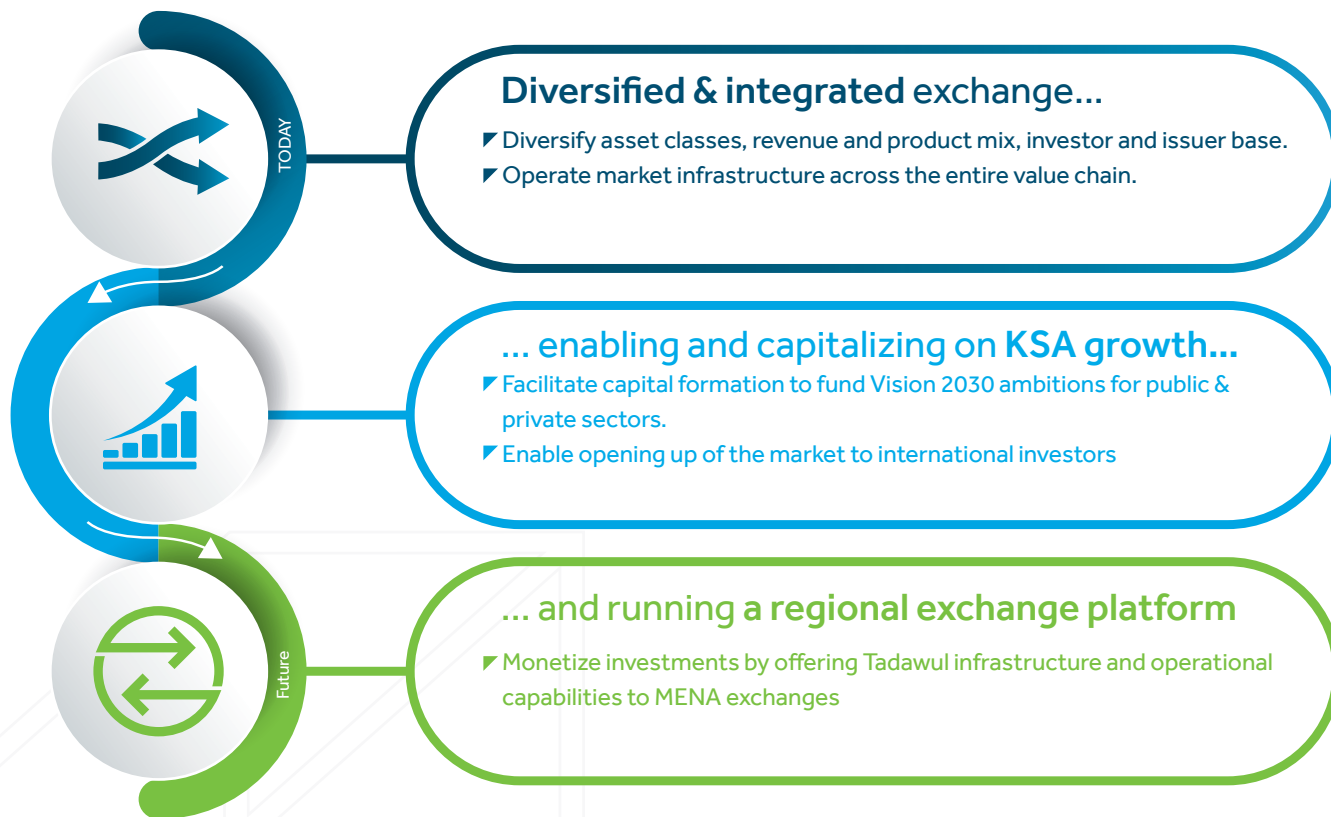 TODAY
Diversified & integrated exchange...
Diversify asset classes, revenue and product mix, investor and issuer base.
Operate market infrastructure across the entire value chain.
... enabling and capitalizing on KSA growth...
Facilitate capital formation to fund Vision 2030 ambitions for public &
private sectors.
Enable opening up of the market to international investors
Future
... and running a regional exchange platform
Monetize investments by offering Tadawul infrastructure and operational
capabilities to MENA exchanges